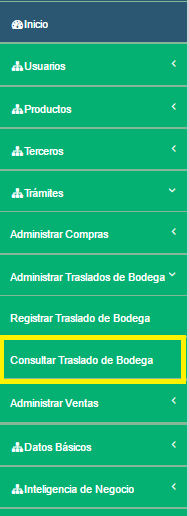 Inicio
Usuarios
Productos
Terceros
Trámites
Administrar Compras
Administrar Traslados de Bodega
Registrar Traslado de Bodega
Consultar Traslado de Bodega
Administrar Ventas
Datos Básicos
Inteligencia de Negocio